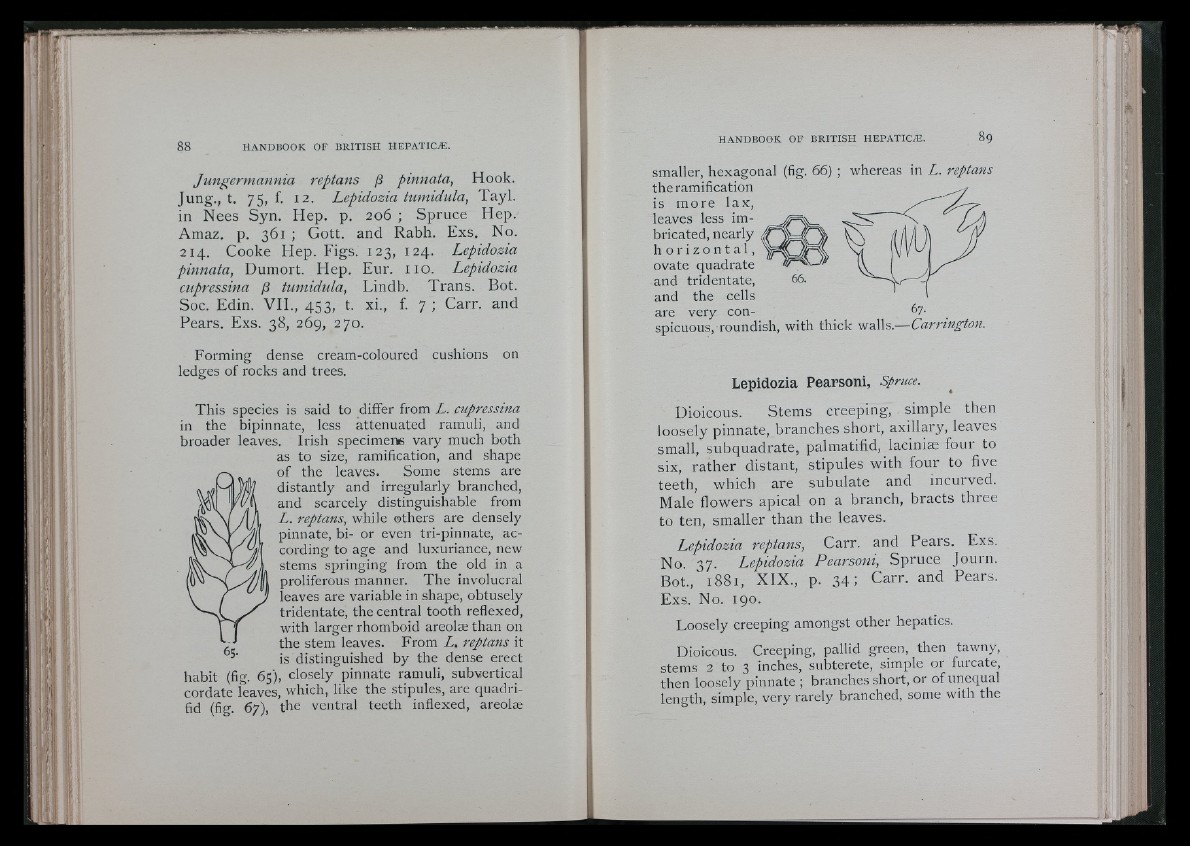 88 HANDBOOK OF BRITISH HEPATICÆ.
Jungermannia reptans β pinnata, Hook.
Jung., t. 75, f. 12. Lepidozia tumidula, Tayl.
in Nees Syn. Hep. p. 206 ; Spruce Hep.
Amaz. p. 361 ; Gott. and Rabh. Exs. No.
214. Cooke Hep. Figs. 123, 124. Lepidozia
pinnata, Dumort. Hep. Eur. 110. Lepidozia
cupressina β tumidula, Lindb. Trans. Bot.
Soc. Edin. VII., 453, t. xi., f. 7 ; Carr. and
Pears. Exs. 38, 269, 270.
Forming dense cream-coloured cushions on
ledges of rocks and trees.
This species is said to differ from L. cupressina
in the bipinnate, less attenuated ramuli, and
broader leaves. Irish specimens vary much both
as to size, ramification, and shape
of the leaves. Some stems are
distantly and irregularly branched,
and scarcely distinguishable from
L. reptans, while others are densely
pinnate, bi- or even tri-pinnate, ac-
cording to age and luxuriance, new
stems springing from the old in a
proliferous manner. The involucral
leaves are variable in shape, obtusely
tridentate, the central tooth reflexed,
with larger rhomboid areolæ than on
the stem leaves. From L. reptans it
65.
is distinguished by the dense erect
habit (fig. 65), closely pinnate ramuli, subvertical
cordate leaves, which, like the stipules, are quadri-
fid (fig. 67), the ventral teeth inflexed, areolæ
HANDBOOK OF BRITISH HEPATICÆ. 89
smaller, hexagonal (fig. 66) ; whereas in L. reptans
the ramification
is more lax,
leaves less im-
bricated, nearly
horizontal,
ovate quadrate
and tridentate,
66.
and the cells
are very con-
67.
spicuous, roundish, with thick walls.—Carrington.
Lepidozia Pearsoni, Spruce.
Dioicous. Stems creeping, simple then
loosely pinnate, branches short, axillary, leaves
small, subquadrate, palmatifid, laciniæ four to
six, rather distant, stipules with four to five
teeth, which are subulate and incurved.
Male flowers apical on a branch, bracts three
to ten, smaller than the leaves.
Lepidozia reptans, Carr. and Pears. Exs.
No. 37. Lepidozia Pearsoni, Spruce Journ.
Bot., 1881, XIX., p. 34 ; Carr. and Pears.
Exs. No. 190.
Loosely creeping amongst other hepatics.
Dioicous. Creeping, pallid green, then tawny,
stems 2 to 3 inches, subterete, simple or furcate,
then loosely pinnate ; branches short, or of unequal
length, simple, very rarely branched, some with the